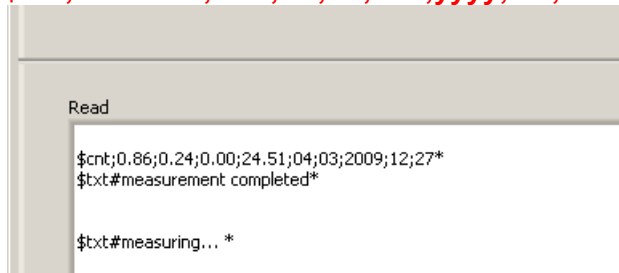 yyyy
Read
$cnt;0.86;0.24;0.00;24.51;04;03;2009;12;27*
$txt#measurement completed*
$txt#measuring... *